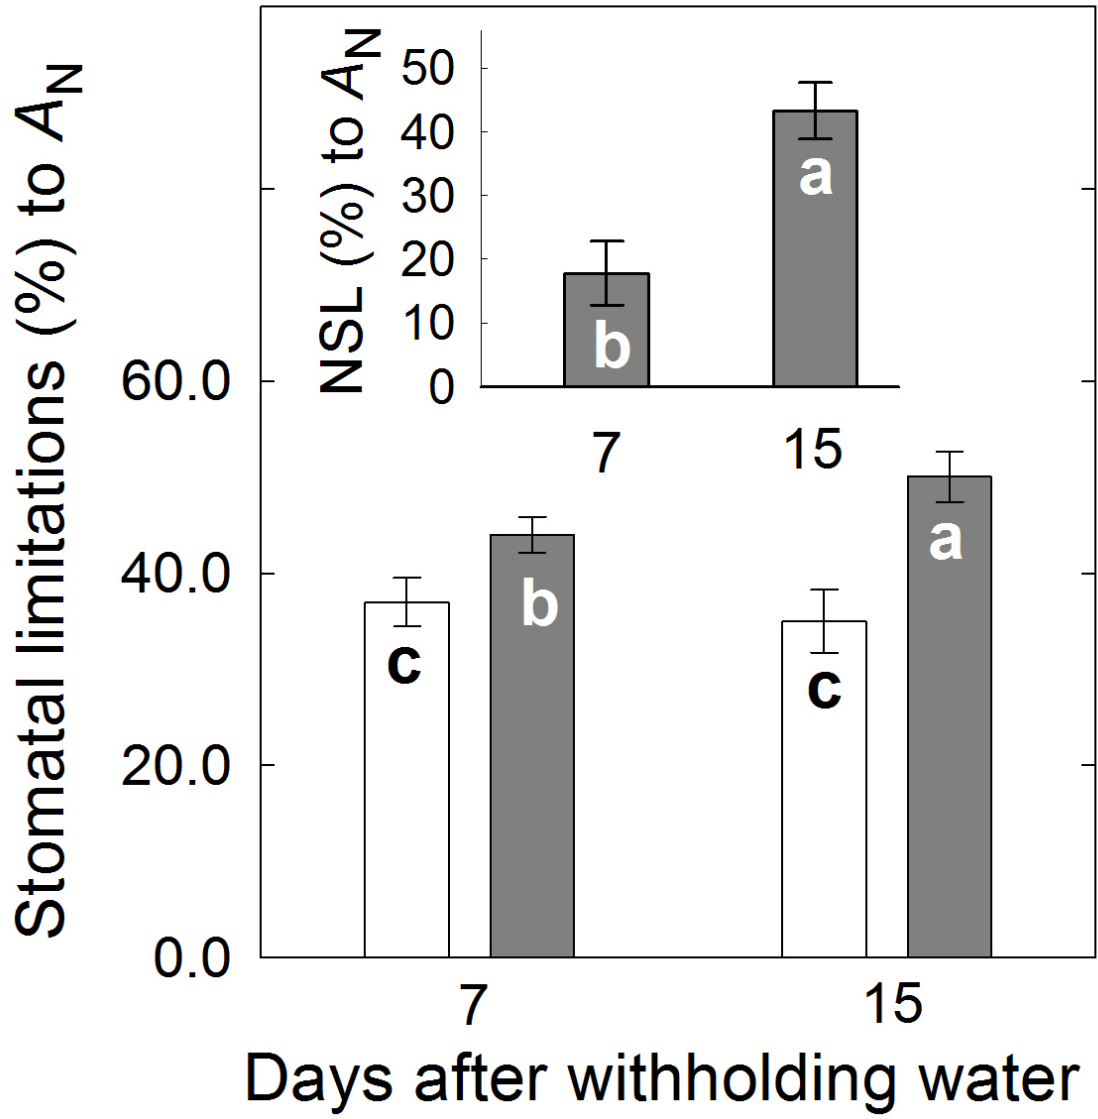 Stomatal limitations (%) to AN
60.0
40.0
20.0
0.0
NSL (%) to AN
50
40
30
20
10
0
a
b
7 15
c
b
c
a
7 15
Days after withholding water